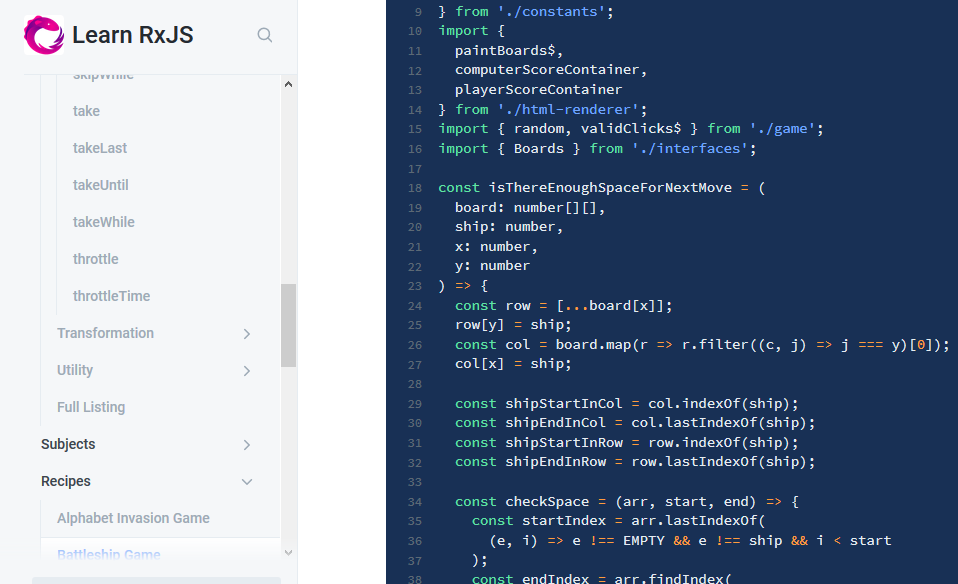 Learn RxJS
skipWhile
take
takeLast
takeUntil
takeWhile
throttle
throttleTime
Transformation
Utility
Full Listing
Subjects
Recipes
Alphabet Invasion Game
Battleship Game
9 } from './constants';
10 import {
11 paintBoards$,
12 computerScoreContainer,
13 playerScoreContainer
14 } from './html-renderer';
15 import { random, validClicks$ } from './game';
16 import { Boards } from './interfaces';
17
18 const isThereEnoughSpaceForNextMove = (
19 board: number[][],
20 ship: number,
21 x: number,
22 y: number
23 ) => {
24 const row = [...board[x]];
25 row[y] = ship;
26 const col = board.map(r => r.filter((c, j) => j === y)[0]);
27 col[x] = ship;
28
29 const shipStartInCol = col.indexOf(ship);
30 const shipEndInCol = col.lastIndexOf(ship);
31 const shipStartInRow = row.indexOf(ship);
32 const shipEndInRow = row.lastIndexOf(ship);
33
34 const checkSpace = (arr, start, end) => {
35 const startIndex = arr.lastIndexOf(
36 (e, i) => e !== EMPTY && e !== ship && i < start
37 );
38 const endIndex = arr.findIndex(